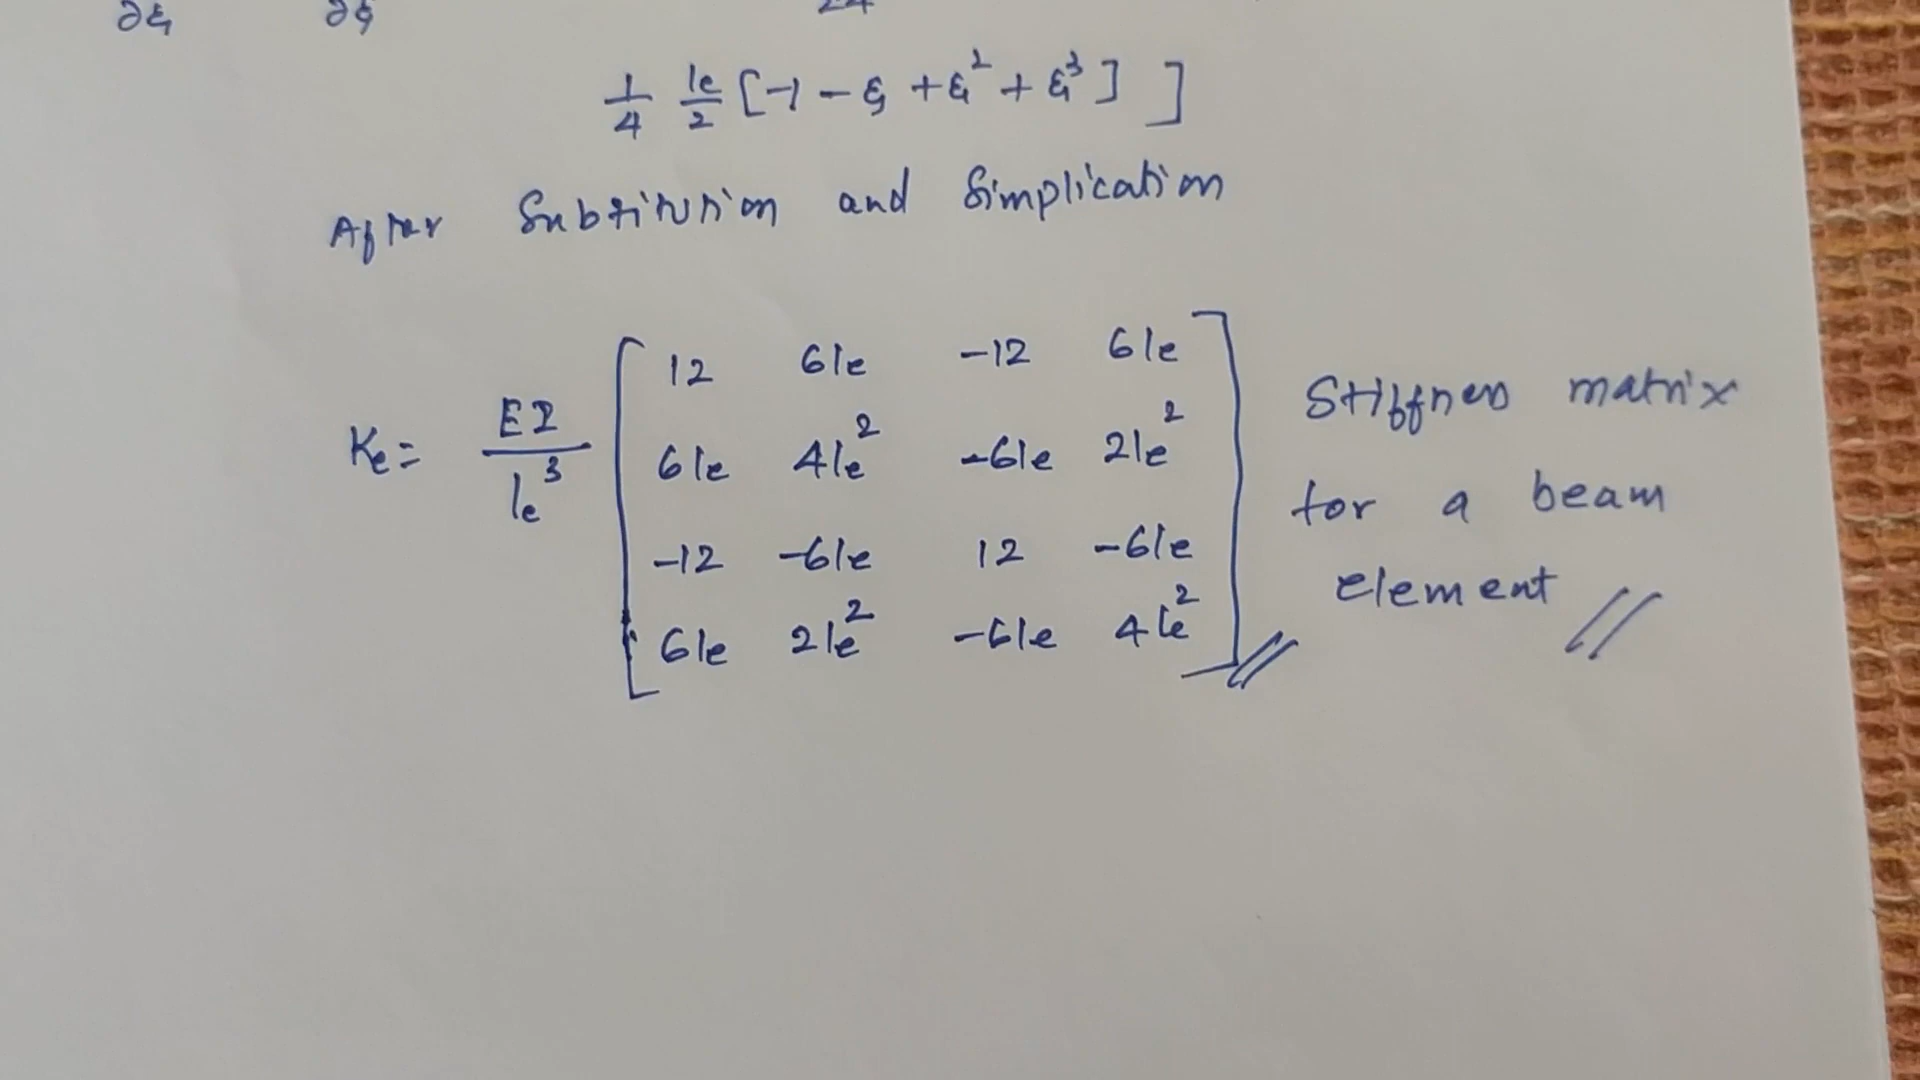 ∂ξ ∂ξ
1/4 le/2 [-1 - ξ + ξ² + ξ³] ]
After Subtitution and Simplication
Ke = EI/le³ [ 12 6le -12 6le
6le 4le² -6le 2le²
-12 -6le 12 -6le
6le 2le² -6le 4le² ]
Stiffness matrix
for a beam
element //